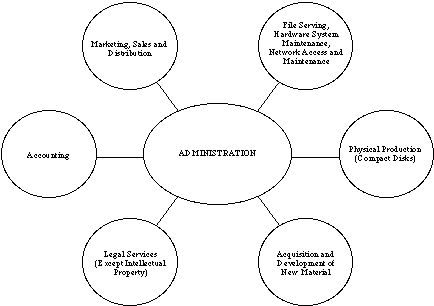 Marketing, Sales and
Distribution
File Serving,
Hardware System
Maintenance,
Network Access and
Maintenance
ADMINISTRATION
Accounting
Physical Production
(Compact Disks)
Legal Services
(Except Intellectual
Property)
Acquisition and
Development of
New Material